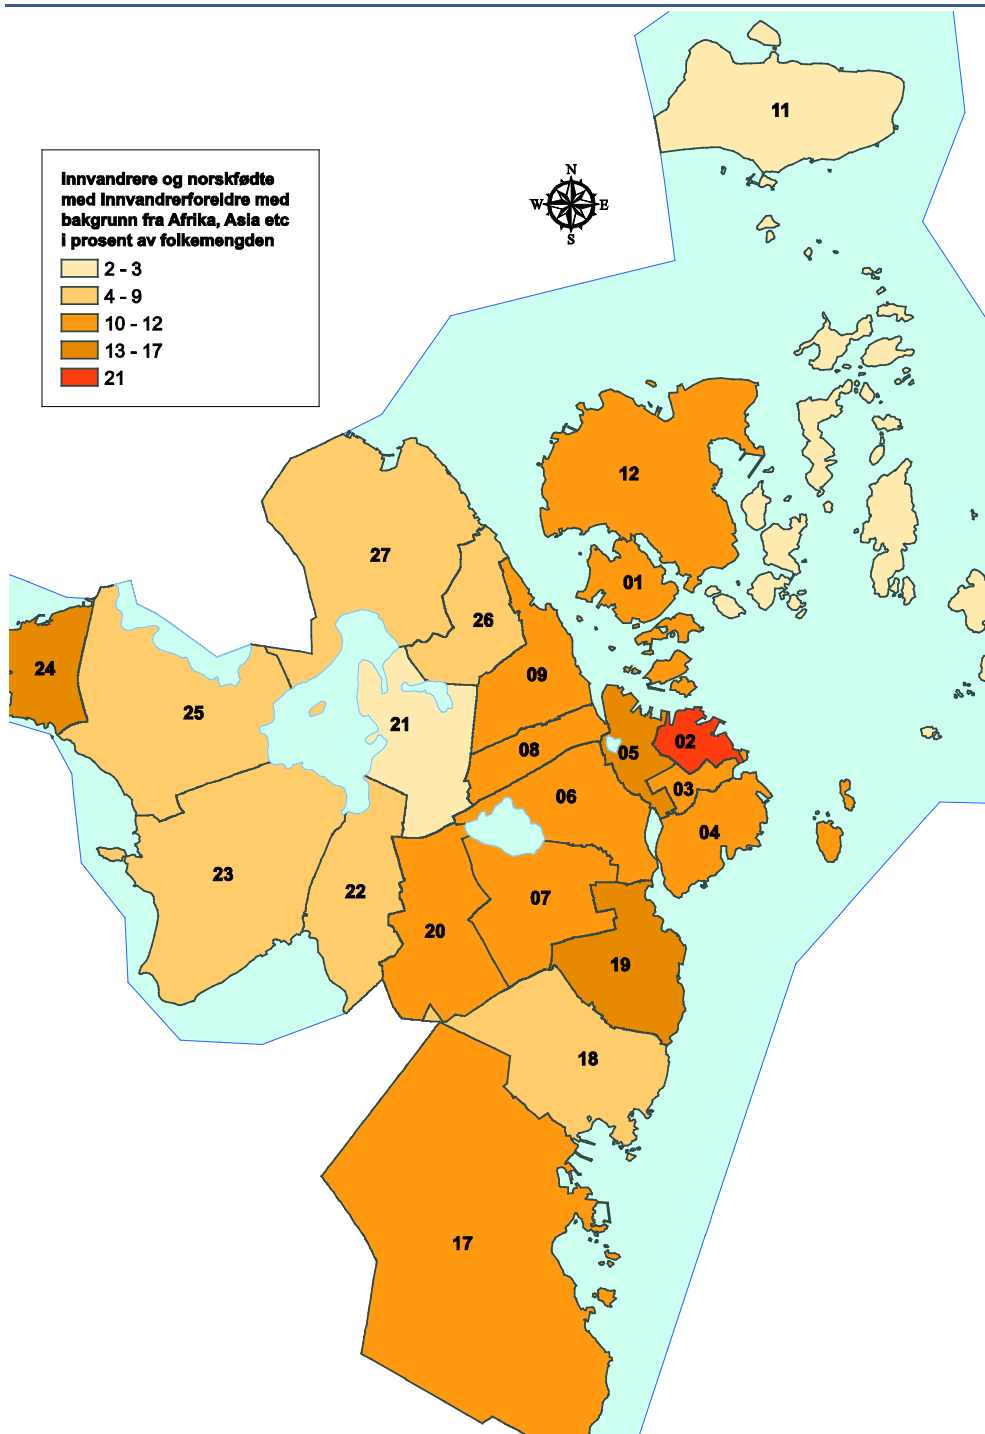 11
Innvandrere og norskfødte
med Innvandrerforeldre med
bakgrunn fra Afrika, Asia etc
i prosent av folkemengden
2 - 3
4 - 9
10 - 12
13 - 17
21
N
W E
S
12
27
01
26
24
09
25
21
02
08
05
03
06
04
23
22
07
20
19
18
17